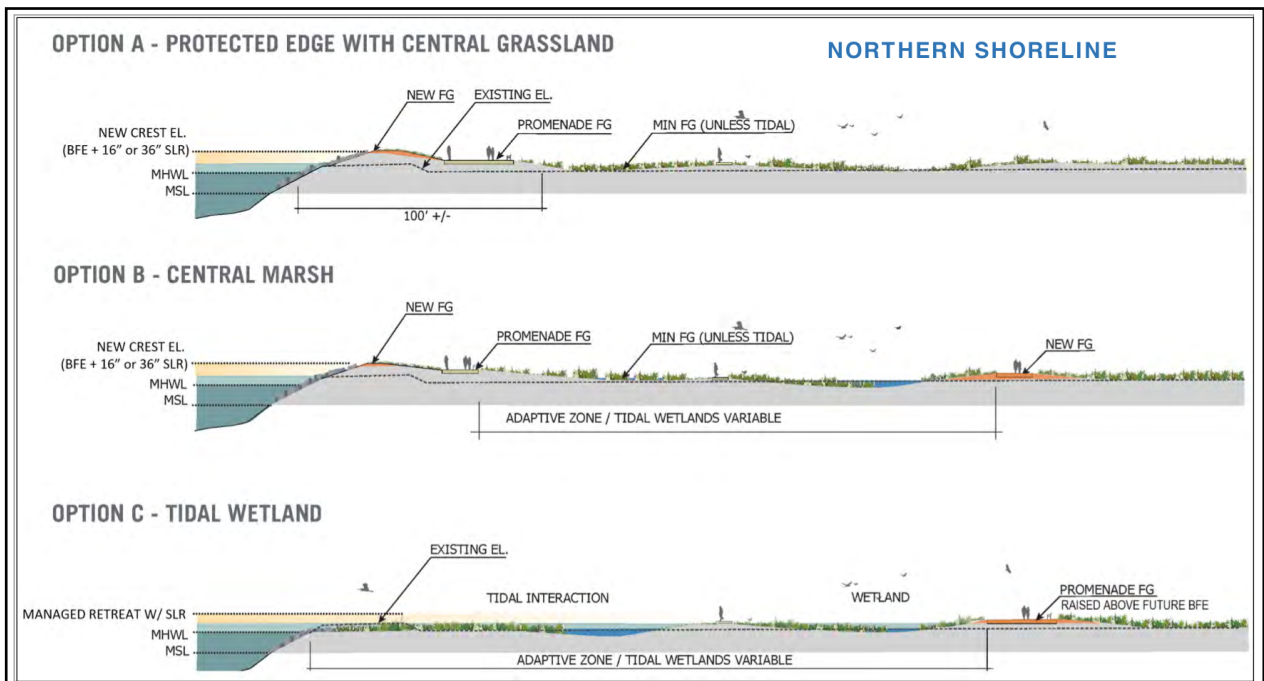 OPTION A - PROTECTED EDGE WITH CENTRAL GRASSLAND
NORTHERN SHORELINE
NEW FG
EXISTING EL.
PROMENADE FG
MIN FG (UNLESS TIDAL)
NEW CREST EL.
(BFE + 16" or 36" SLR)
MHWL
MSL
100' +/-
OPTION B - CENTRAL MARSH
NEW FG
PROMENADE FG
MIN FG (UNLESS TIDAL)
NEW FG
NEW CREST EL.
(BFE + 16" or 36" SLR)
MHWL
MSL
ADAPTIVE ZONE / TIDAL WETLANDS VARIABLE
OPTION C - TIDAL WETLAND
EXISTING EL.
TIDAL INTERACTION
WETLAND
PROMENADE FG
RAISED ABOVE FUTURE BFE
MANAGED RETREAT W/ SLR
MHWL
MSL
ADAPTIVE ZONE / TIDAL WETLANDS VARIABLE